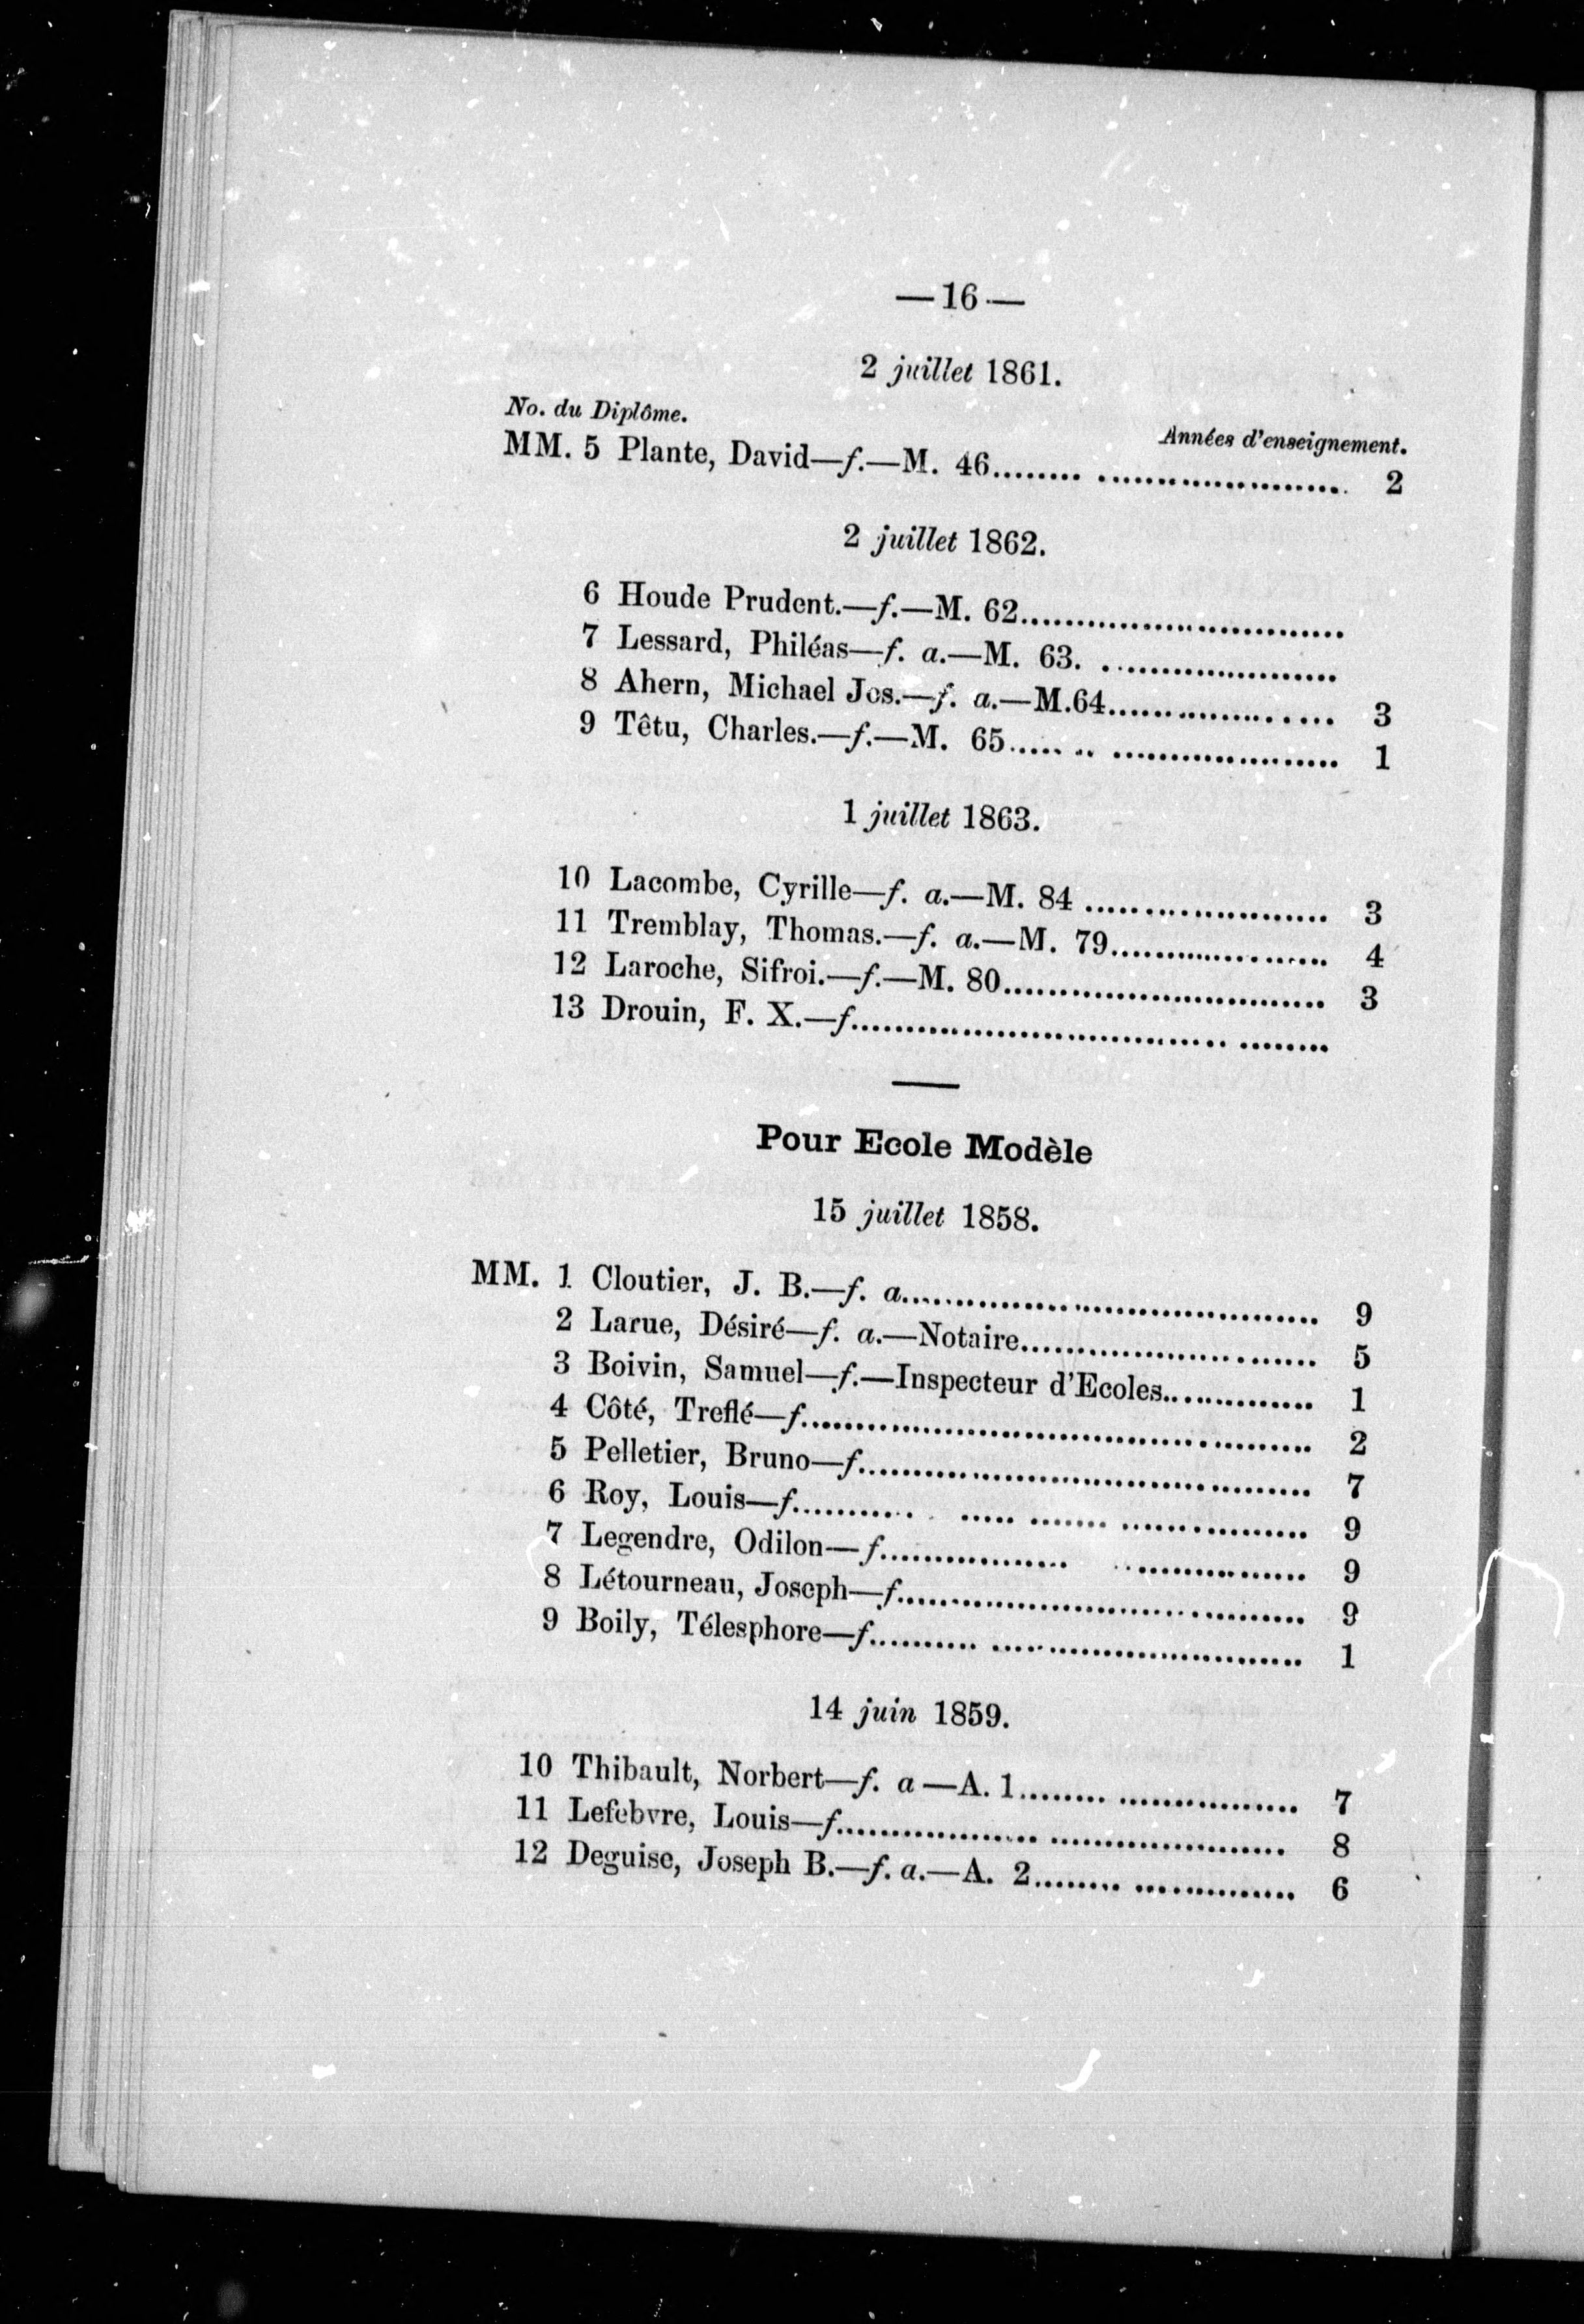 —16—
2 juillet 1861.
No. du Diplôme. Années d'enseignement.
MM. 5 Plante, David—f.—M. 46........ ...................... 2
2 juillet 1862.
6 Houde Prudent.—f.—M. 62.............................
7 Lessard, Philéas—f. a.—M. 63. .....................
8 Ahern, Michael Jos.—f. a.—M.64.................... 3
9 Têtu, Charles.—f.—M. 65..... .. .................... 1
1 juillet 1863.
10 Lacombe, Cyrille—f. a.—M. 84 ...................... 3
11 Tremblay, Thomas.—f. a.—M. 79.................... 4
12 Laroche, Sifroi.—f.—M. 80............................. 3
13 Drouin, F. X.—f.................................. ........
Pour Ecole Modèle
15 juillet 1858.
MM. 1 Cloutier, J. B.—f. a...................................... 9
2 Larue, Désiré—f. a.—Notaire........................... 5
3 Boivin, Samuel—f.—Inspecteur d'Ecoles.............. 1
4 Côté, Treflé—f.............................................. 2
5 Pelletier, Bruno—f......................................... 7
6 Roy, Louis—f........... ..... ....... ................. 9
7 Legendre, Odilon—f................. ................. 9
8 Létourneau, Joseph—f..................................... 9
9 Boily, Télesphore—f.......... ............................ 1
14 juin 1859.
10 Thibault, Norbert—f. a—A. 1........ ................ 7
11 Lefebvre, Louis—f.................. ..................... 8
12 Deguise, Joseph B.—f. a.—A. 2........ .............. 6